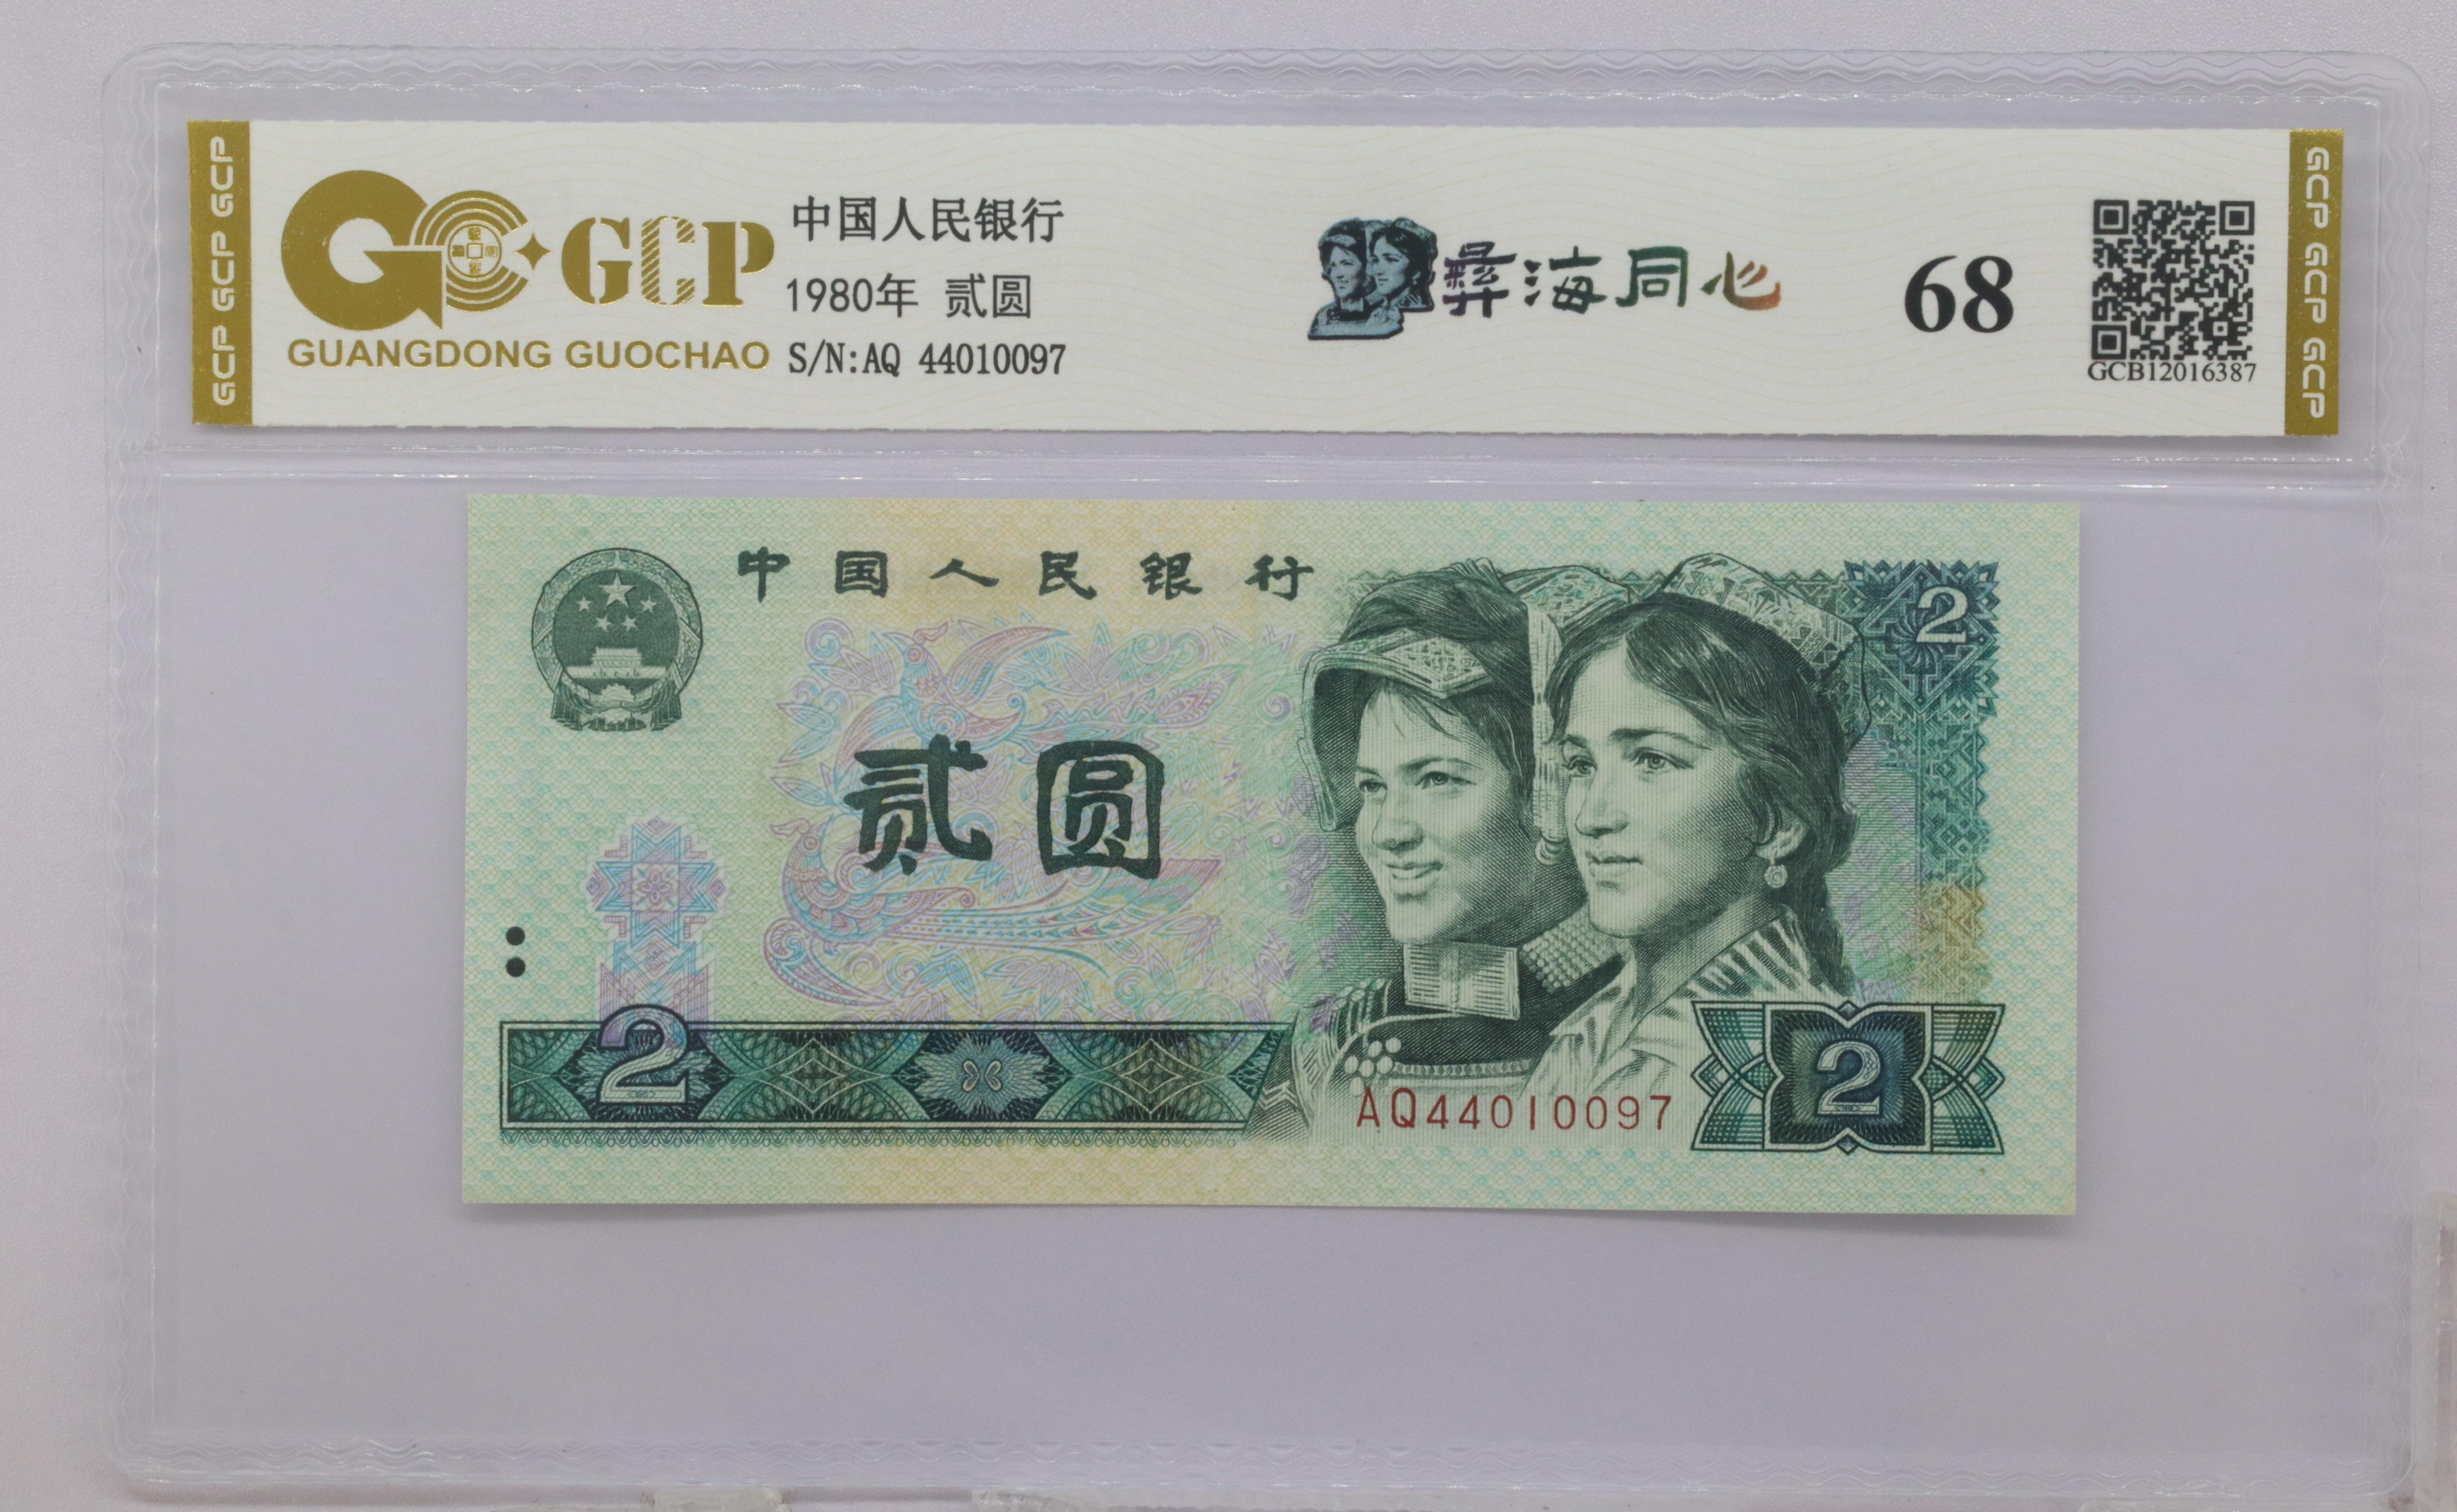 GCP GCP GCP
GC GCP
GUANGDONG GUOCHAO
中国人民银行
1980年 贰圆
S/N:AQ 44010097
彝海同心
68
GCB12016387
GCP GCP GCP
中国人民银行
2
贰圆
2
AQ44010097
2